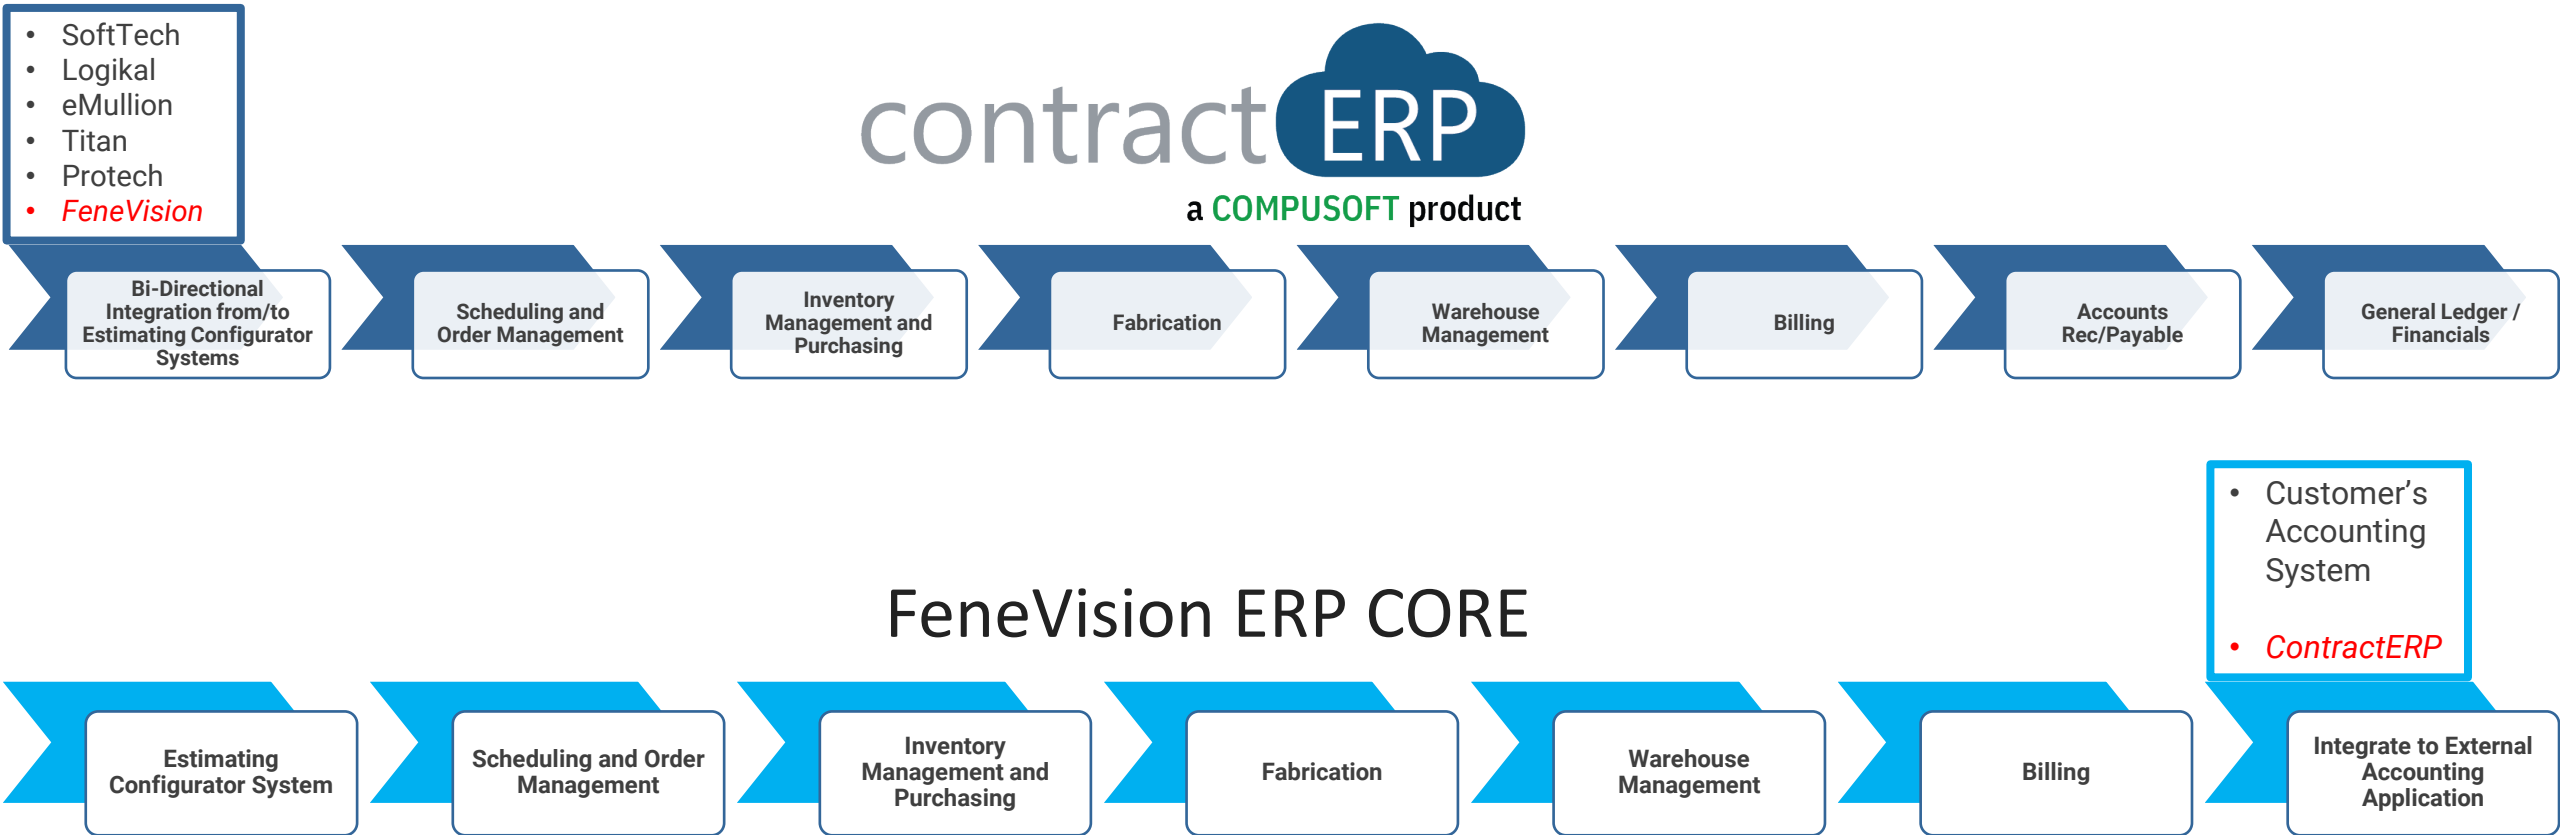 • SoftTech
• Logikal
• eMullion
• Titan
• Protech
• FeneVision
contract ERP
a COMPUSOFT product
Bi-Directional
Integration from/to
Estimating Configurator
Systems
Scheduling and
Order Management
Inventory
Management and
Purchasing
Fabrication
Warehouse
Management
Billing
Accounts
Rec/Payable
General Ledger /
Financials
• Customer’s
Accounting
System
• ContractERP
FeneVision ERP CORE
Estimating
Configurator System
Scheduling and Order
Management
Inventory
Management and
Purchasing
Fabrication
Warehouse
Management
Billing
Integrate to External
Accounting
Application